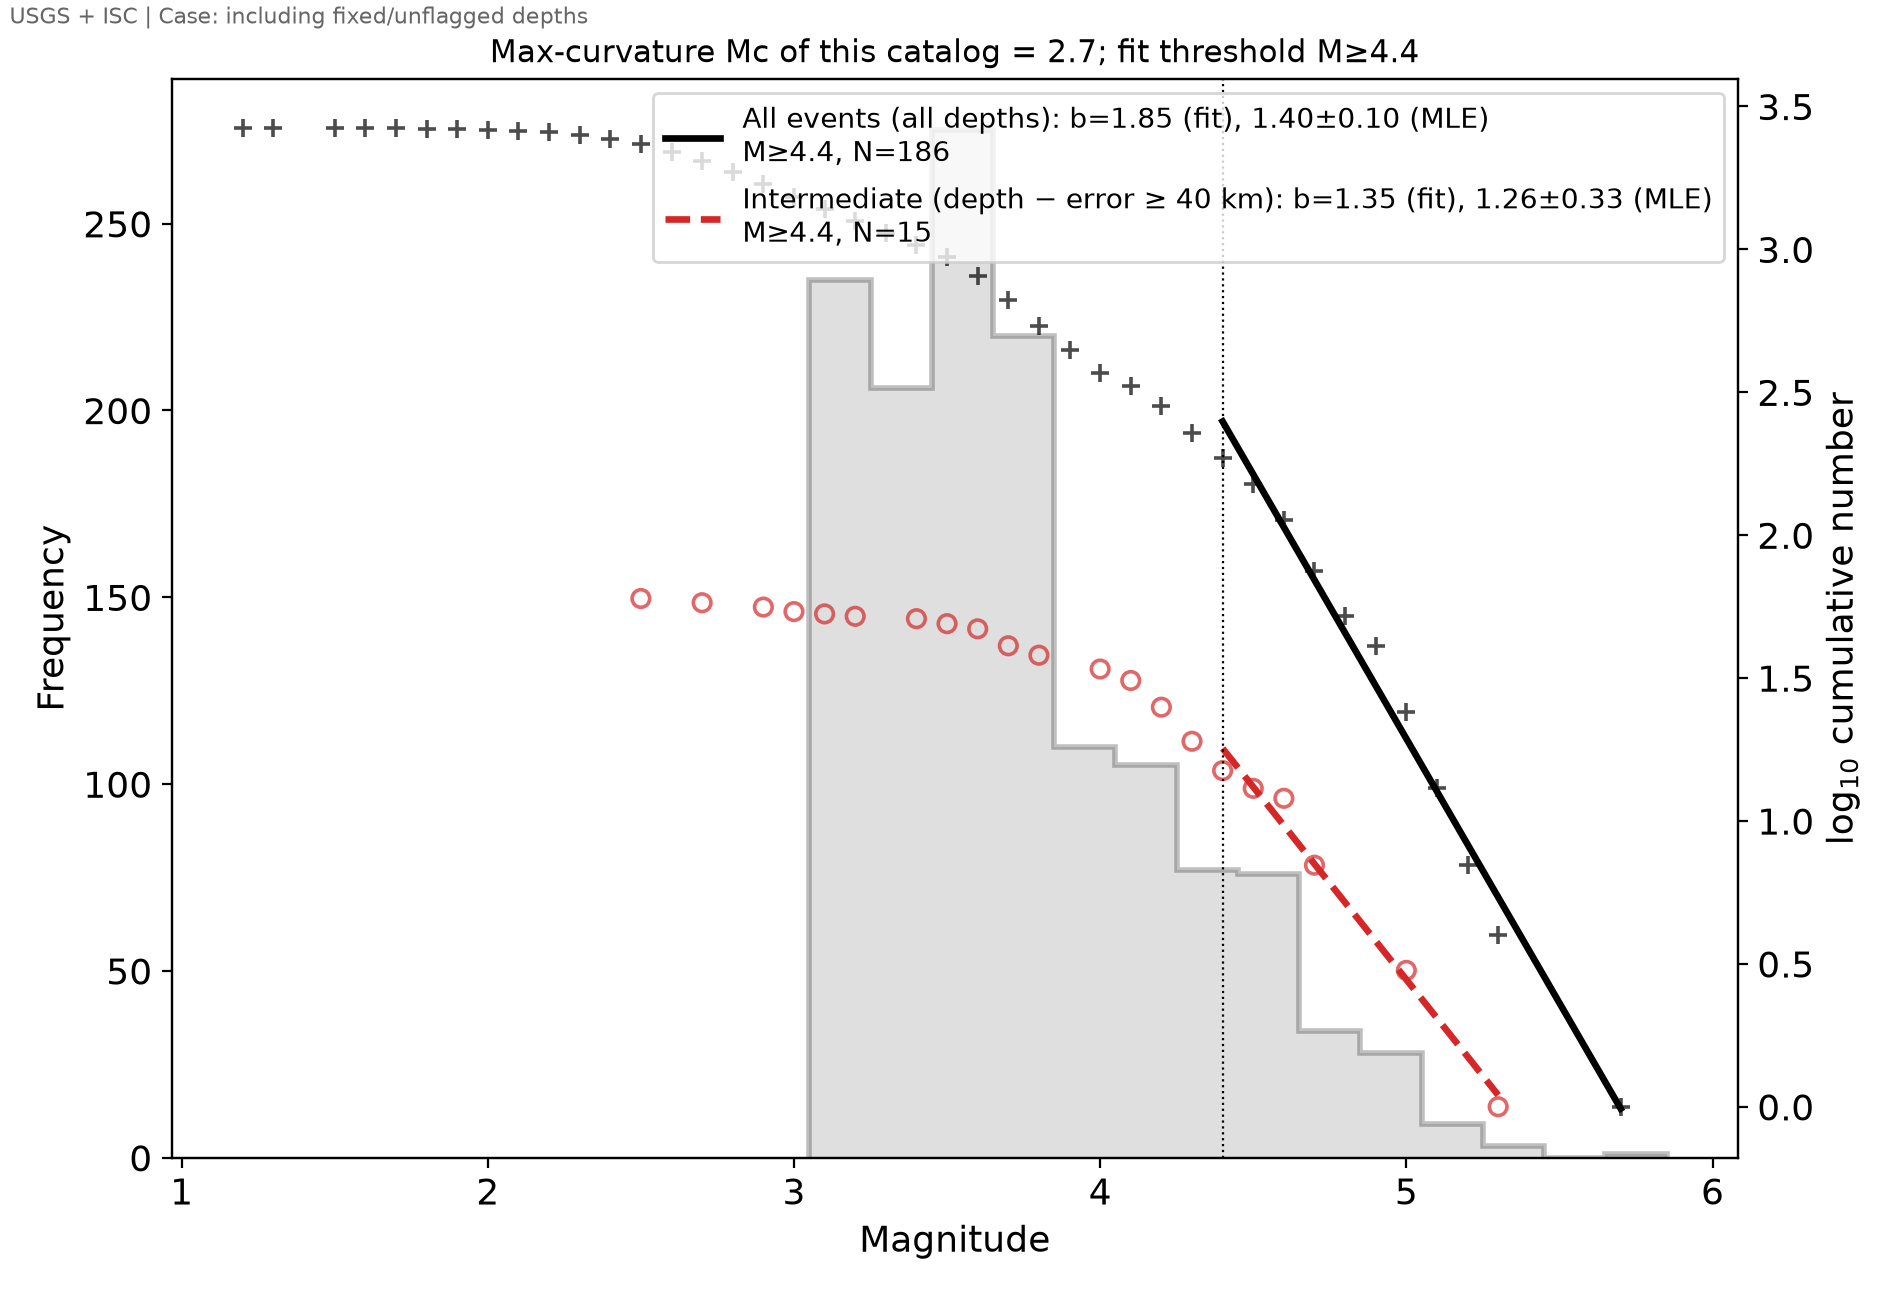 USGS + ISC | Case: including fixed/unflagged depths
Max-curvature Mc of this catalog = 2.7; fit threshold M≥4.4
All events (all depths): b=1.85 (fit), 1.40±0.10 (MLE)
M≥4.4, N=186
Intermediate (depth − error ≥ 40 km): b=1.35 (fit), 1.26±0.33 (MLE)
M≥4.4, N=15
Frequency
250
200
150
100
50
0
3.5
3.0
2.5
2.0
1.5
1.0
0.5
0.0
log₁₀ cumulative number
1 2 3 4 5 6
Magnitude